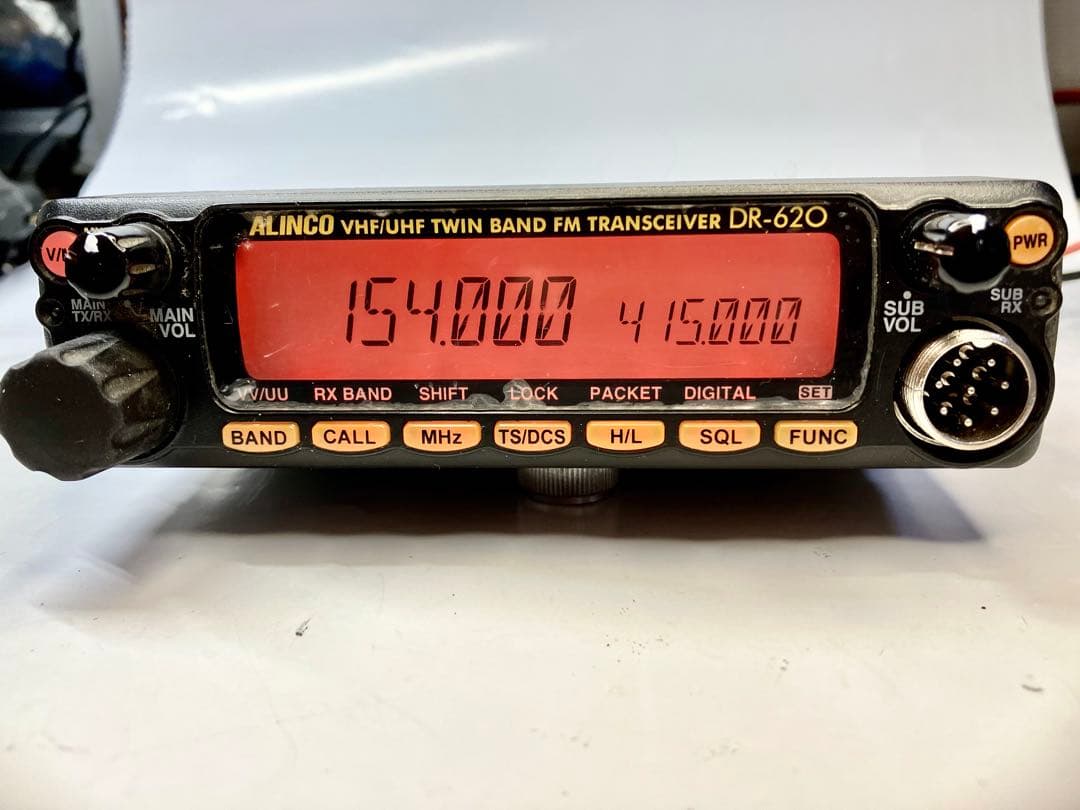 ALINCO VHF/UHF TWIN BAND FM TRANSCEIVER DR-620
PWR
154.000 415.000
MAIN TX/RX
MAIN VOL
SUB VOL
SUB RX
VV/UU RX BAND SHIFT LOCK PACKET DIGITAL SET
BAND CALL MHz TS/DCS H/L SQL FUNC